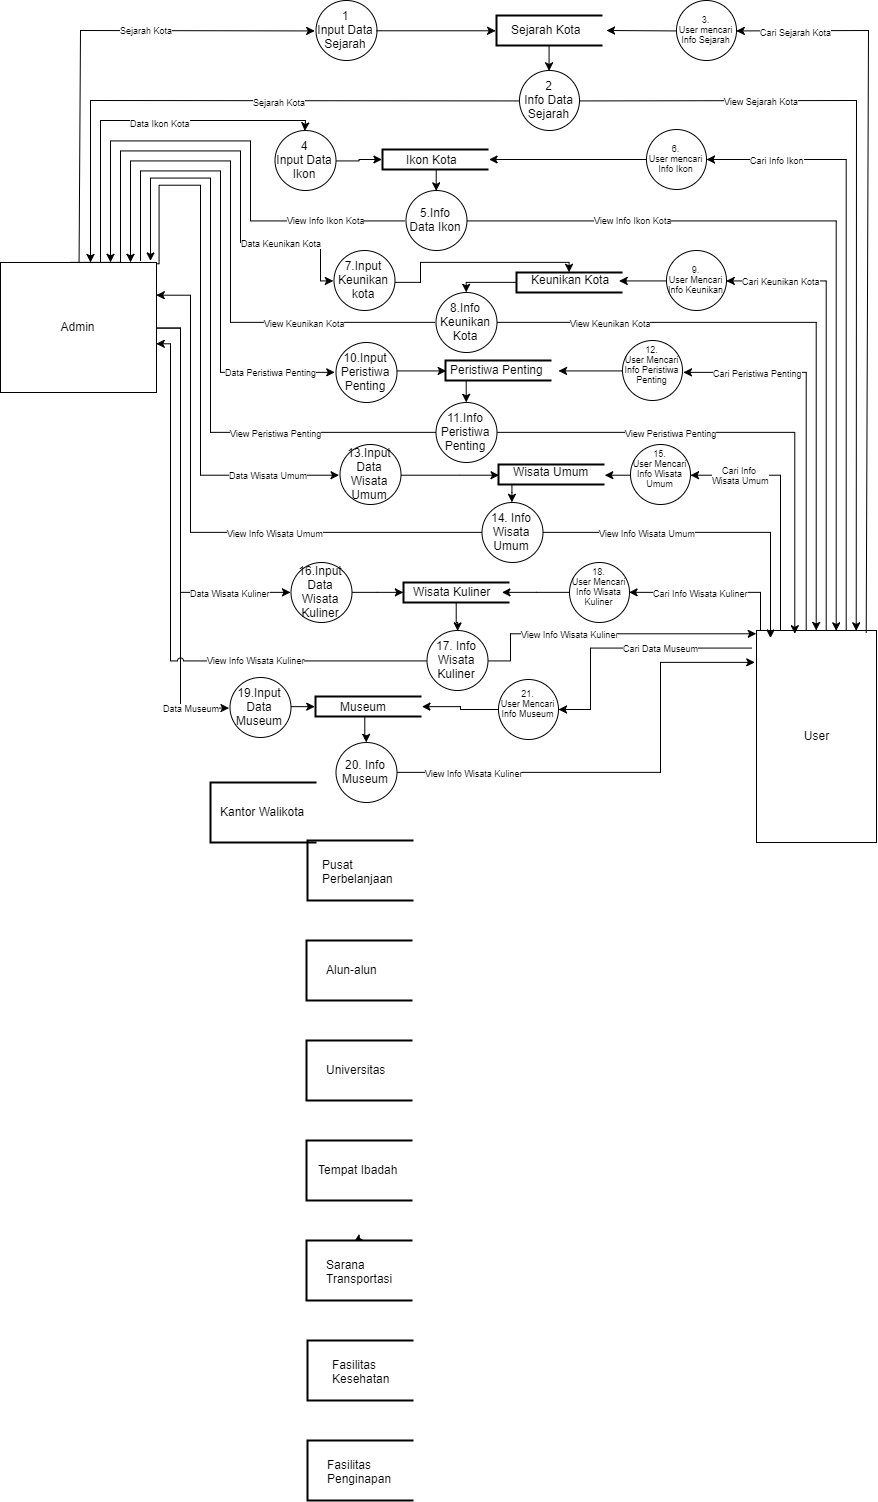 1
Input Data
Sejarah
Sejarah Kota
Sejarah Kota
3.
User mencari
Info Sejarah
Cari Sejarah Kota
2
Info Data
Sejarah
Sejarah Kota
View Sejarah Kota
Data Ikon Kota
4
Input Data
Ikon
Ikon Kota
6.
User mencari
Info Ikon
Cari Info Ikon
5.Info
Data Ikon
View Info Ikon Kota
View Info Ikon Kota
Data Keunikan Kota
7.Input
Keunikan
kota
Keunikan Kota
9.
User Mencari
Info Keunikan
Cari Keunikan Kota
8.Info
Keunikan
Kota
View Keunikan Kota
View Keunikan Kota
Admin
10.Input
Peristiwa
Penting
Data Peristiwa Penting
Peristiwa Penting
12.
User Mencari
Info Peristiwa
Penting
Cari Peristiwa Penting
11.Info
Peristiwa
Penting
View Peristiwa Penting
View Peristiwa Penting
13.Input
Data
Wisata
Umum
Data Wisata Umum
Wisata Umum
15.
User Mencari
Info Wisata
Umum
Cari Info
Wisata Umum
14. Info
Wisata
Umum
View Info Wisata Umum
View Info Wisata Umum
16.Input
Data
Wisata
Kuliner
Data Wisata Kuliner
Wisata Kuliner
18.
User Mencari
Info Wisata
Kuliner
Cari Info Wisata Kuliner
17. Info
Wisata
Kuliner
View Info Wisata Kuliner
View Info Wisata Kuliner
Cari Data Museum
19.Input
Data
Museum
Data Museum
Museum
21.
User Mencari
Info Museum
User
20. Info
Museum
View Info Wisata Kuliner
Kantor Walikota
Pusat
Perbelanjaan
Alun-alun
Universitas
Tempat Ibadah
Sarana
Transportasi
Fasilitas
Kesehatan
Fasilitas
Penginapan